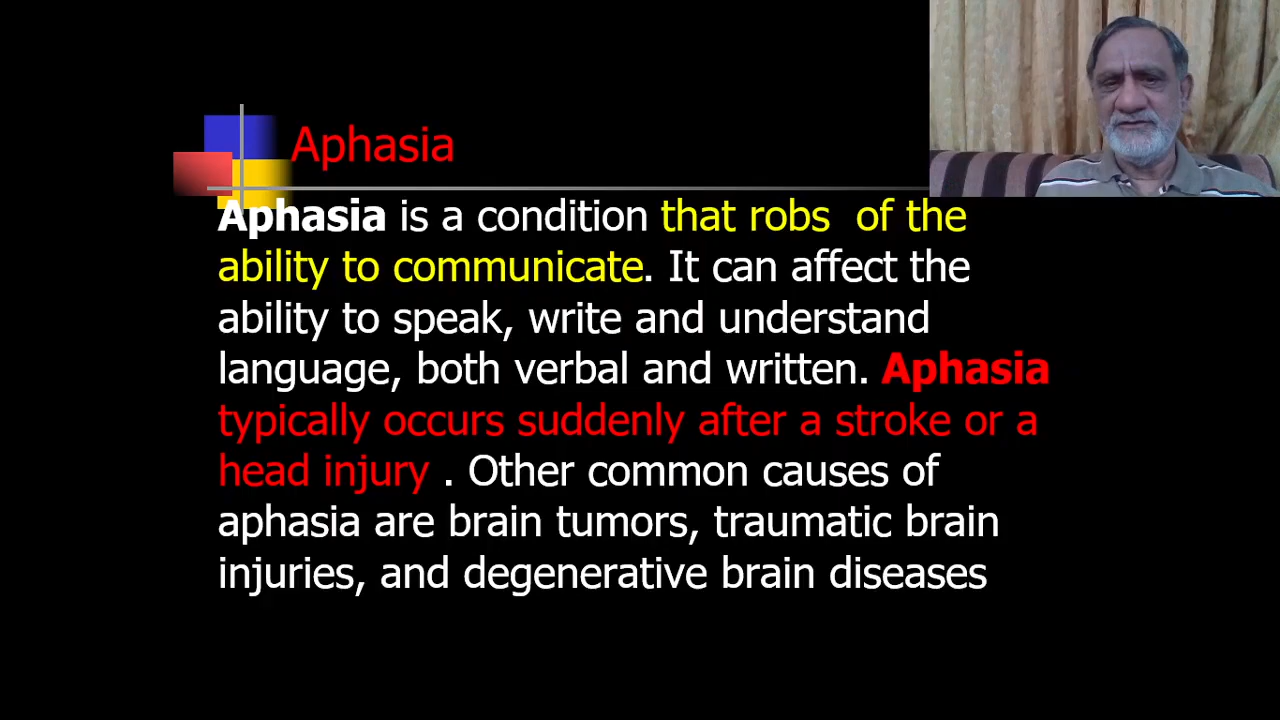 Aphasia
Aphasia is a condition that robs  of the
ability to communicate. It can affect the
ability to speak, write and understand
language, both verbal and written. Aphasia
typically occurs suddenly after a stroke or a
head injury . Other common causes of
aphasia are brain tumors, traumatic brain
injuries, and degenerative brain diseases